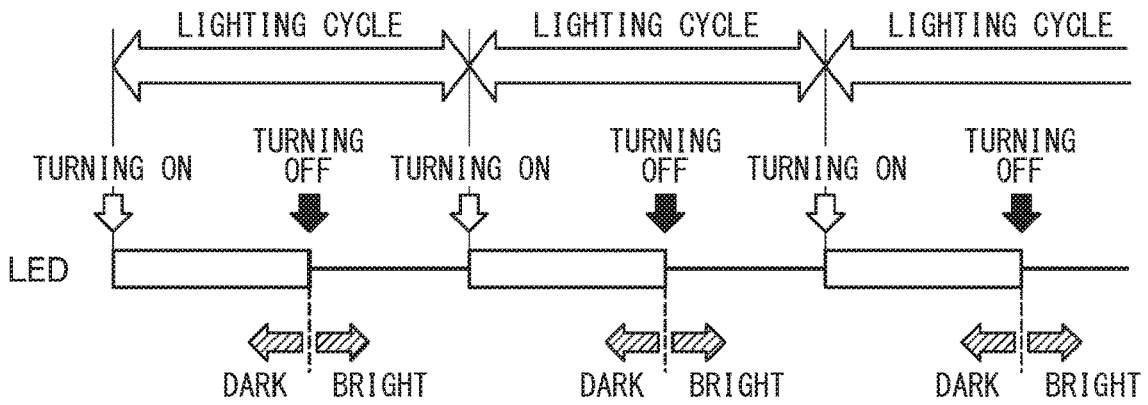 LIGHTING CYCLE LIGHTING CYCLE LIGHTING CYCLE
TURNING TURNING TURNING
TURNING ON OFF TURNING ON OFF TURNING ON OFF
LED
DARK BRIGHT DARK BRIGHT DARK BRIGHT